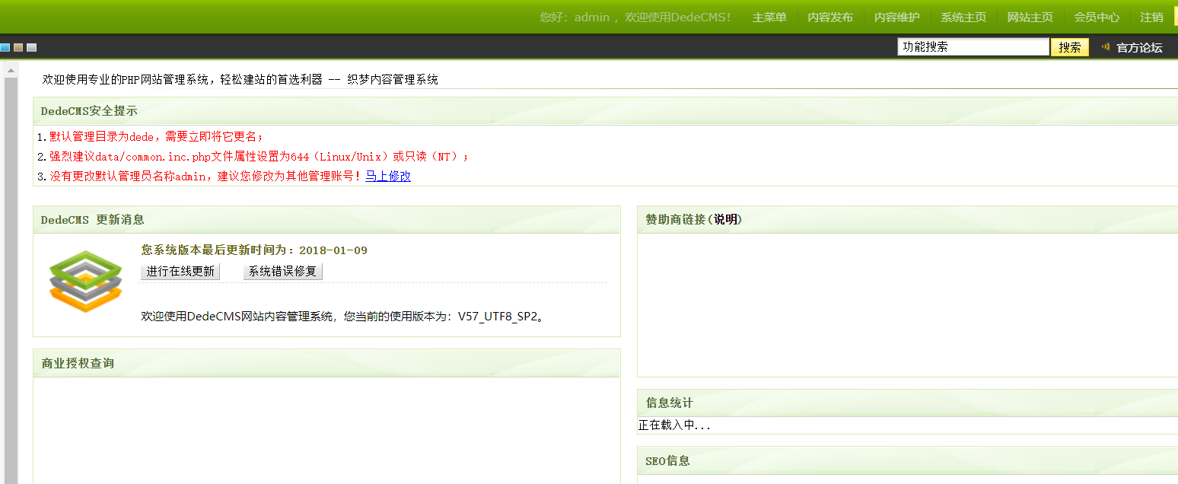 您好：admin ，欢迎使用DedeCMS！ 主菜单 内容发布 内容维护 系统主页 网站主页 会员中心 注销
功能搜索 搜索 官方论坛
欢迎使用专业的PHP网站管理系统，轻松建站的首选利器 -- 织梦内容管理系统
DedeCMS安全提示
1.默认管理目录为dede，需要立即将它更名；
2.强烈建议data/common.inc.php文件属性设置为644（Linux/Unix）或只读（NT）；
3.没有更改默认管理员名称admin，建议您修改为其他管理账号！马上修改
DedeCMS 更新消息
您系统版本最后更新时间为：2018-01-09
进行在线更新 系统错误修复
欢迎使用DedeCMS网站内容管理系统，您当前的使用版本为：V57_UTF8_SP2。
商业授权查询
赞助商链接(说明)
信息统计
正在载入中...
SEO信息